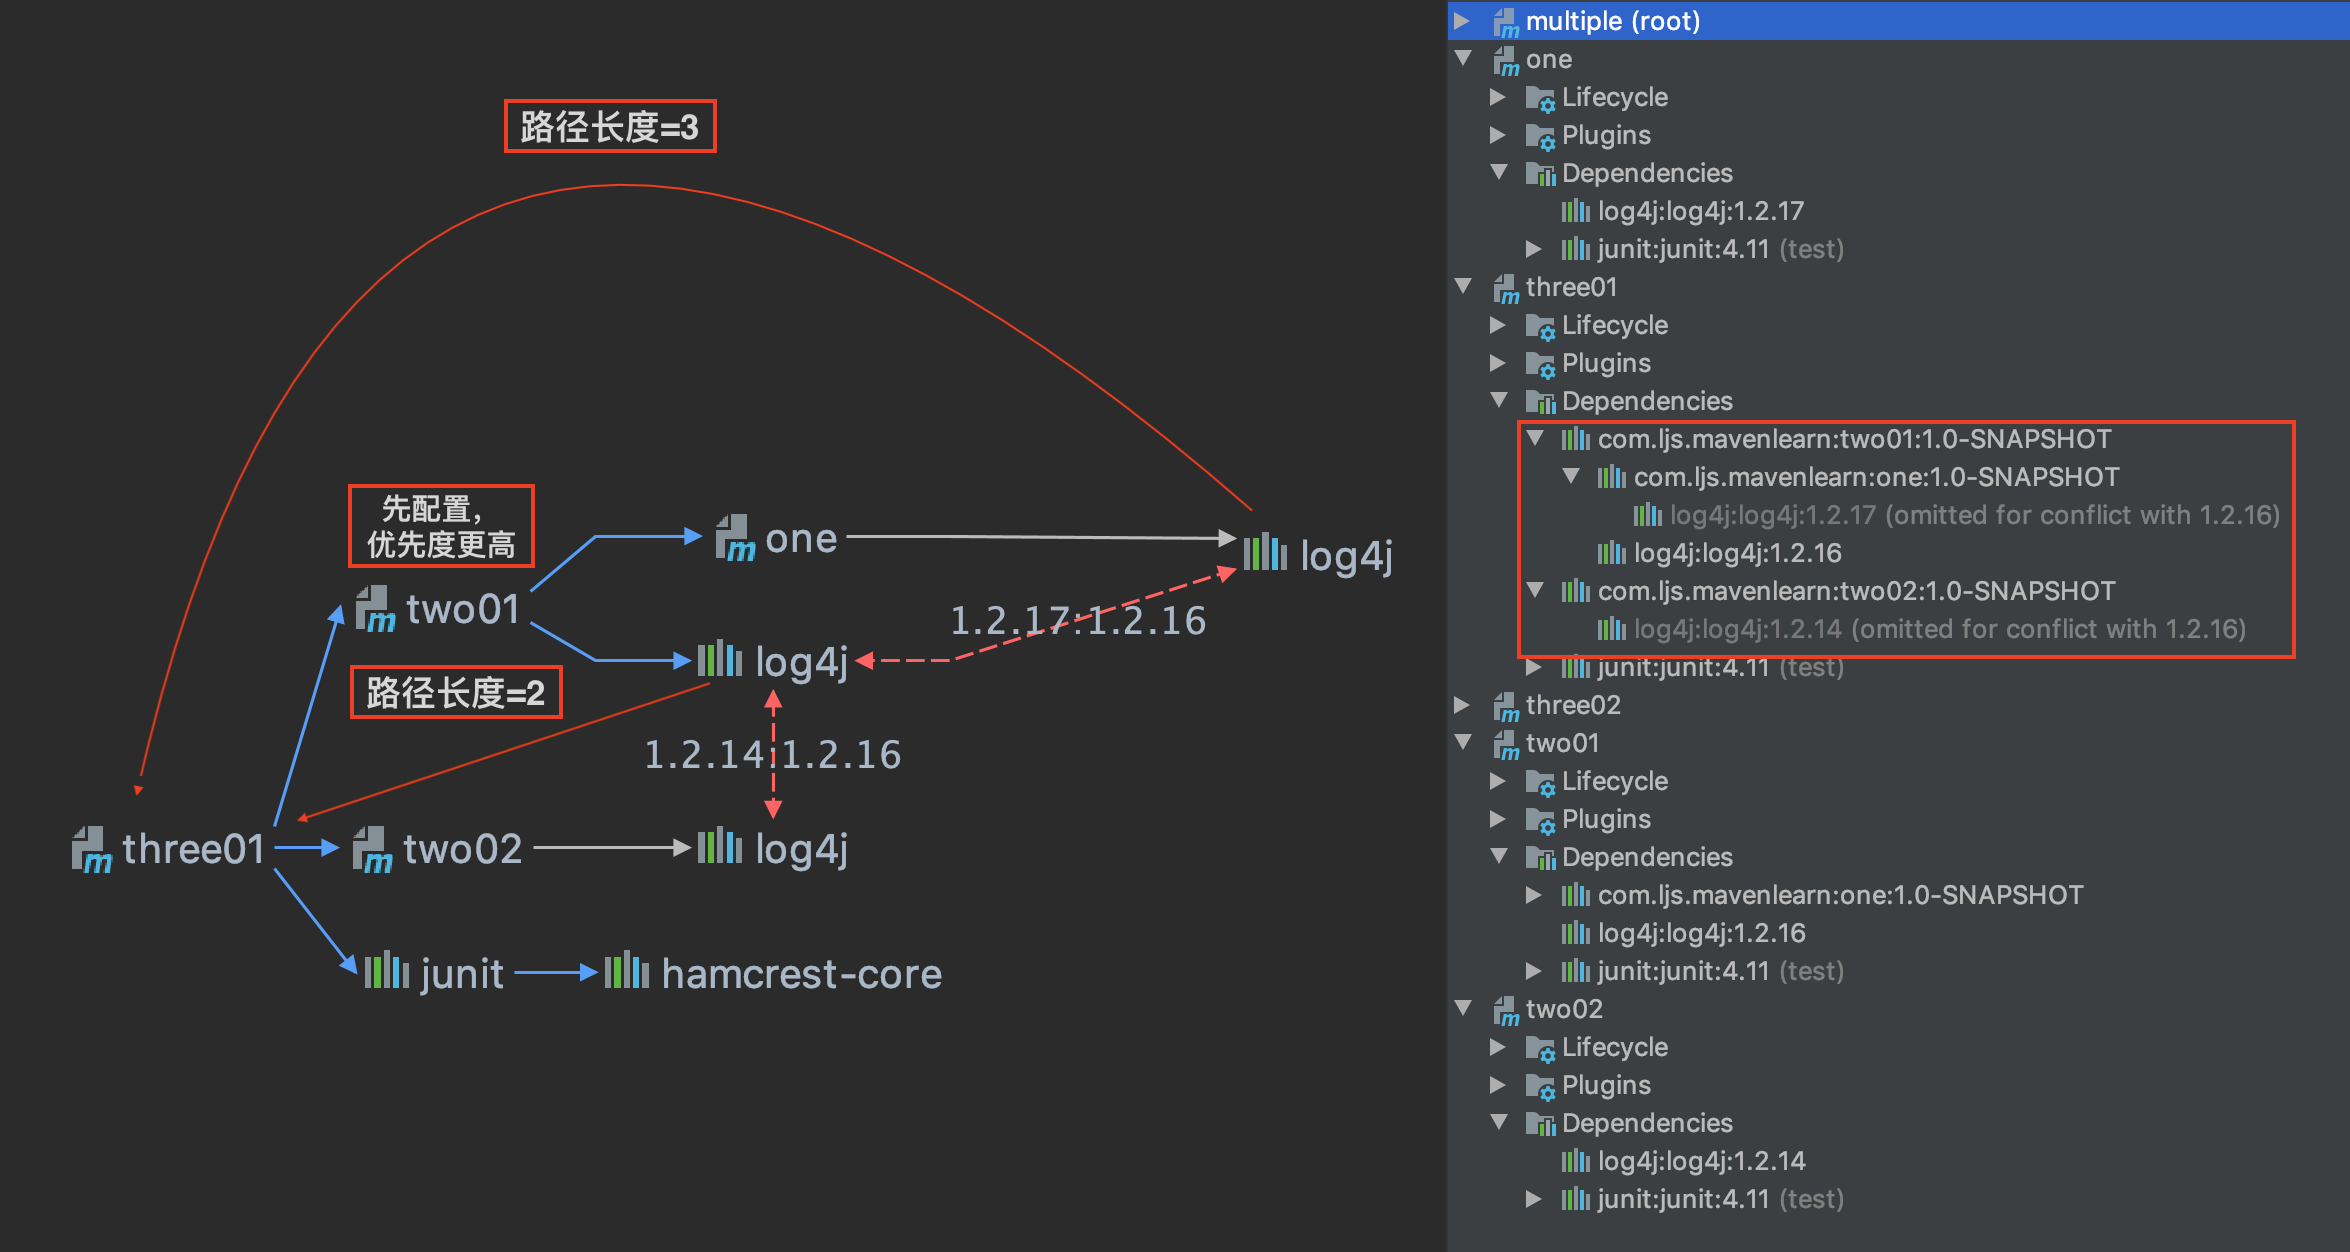 路径长度=3
先配置，
优先度更高
one
log4j
two01
1.2.17:1.2.16
log4j
路径长度=2
1.2.14:1.2.16
three01
two02
log4j
junit
hamcrest-core
multiple (root)
one
Lifecycle
Plugins
Dependencies
log4j:log4j:1.2.17
junit:junit:4.11 (test)
three01
Lifecycle
Plugins
Dependencies
com.ljs.mavenlearn:two01:1.0-SNAPSHOT
com.ljs.mavenlearn:one:1.0-SNAPSHOT
log4j:log4j:1.2.17 (omitted for conflict with 1.2.16)
log4j:log4j:1.2.16
com.ljs.mavenlearn:two02:1.0-SNAPSHOT
log4j:log4j:1.2.14 (omitted for conflict with 1.2.16)
junit:junit:4.11 (test)
three02
two01
Lifecycle
Plugins
Dependencies
com.ljs.mavenlearn:one:1.0-SNAPSHOT
log4j:log4j:1.2.16
junit:junit:4.11 (test)
two02
Lifecycle
Plugins
Dependencies
log4j:log4j:1.2.14
junit:junit:4.11 (test)